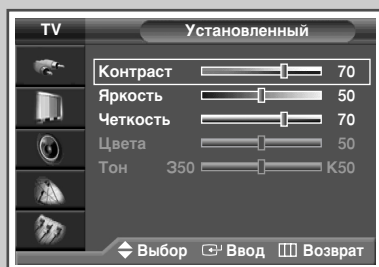 TV Установленный
Контраст 70
Яркость 50
Четкость 70
Цвета 50
Тон З50 К50
Выбор Ввод Возврат